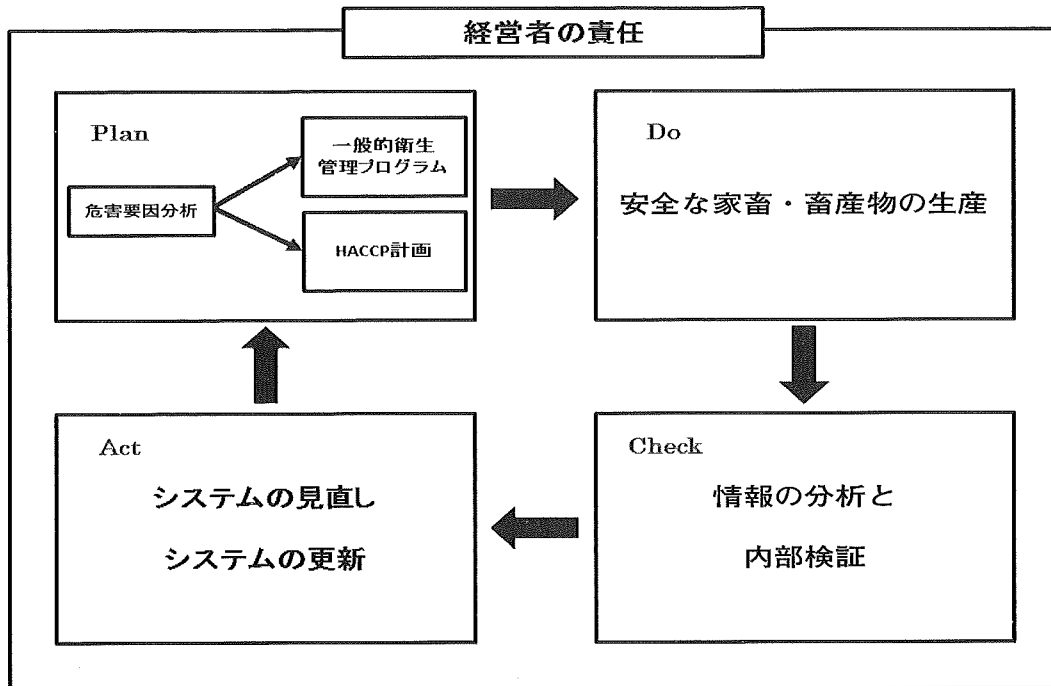 経営者の責任
Plan
危害要因分析
一般的衛生
管理プログラム
HACCP計画
Do
安全な家畜・畜産物の生産
Check
情報の分析と
内部検証
Act
システムの見直し
システムの更新